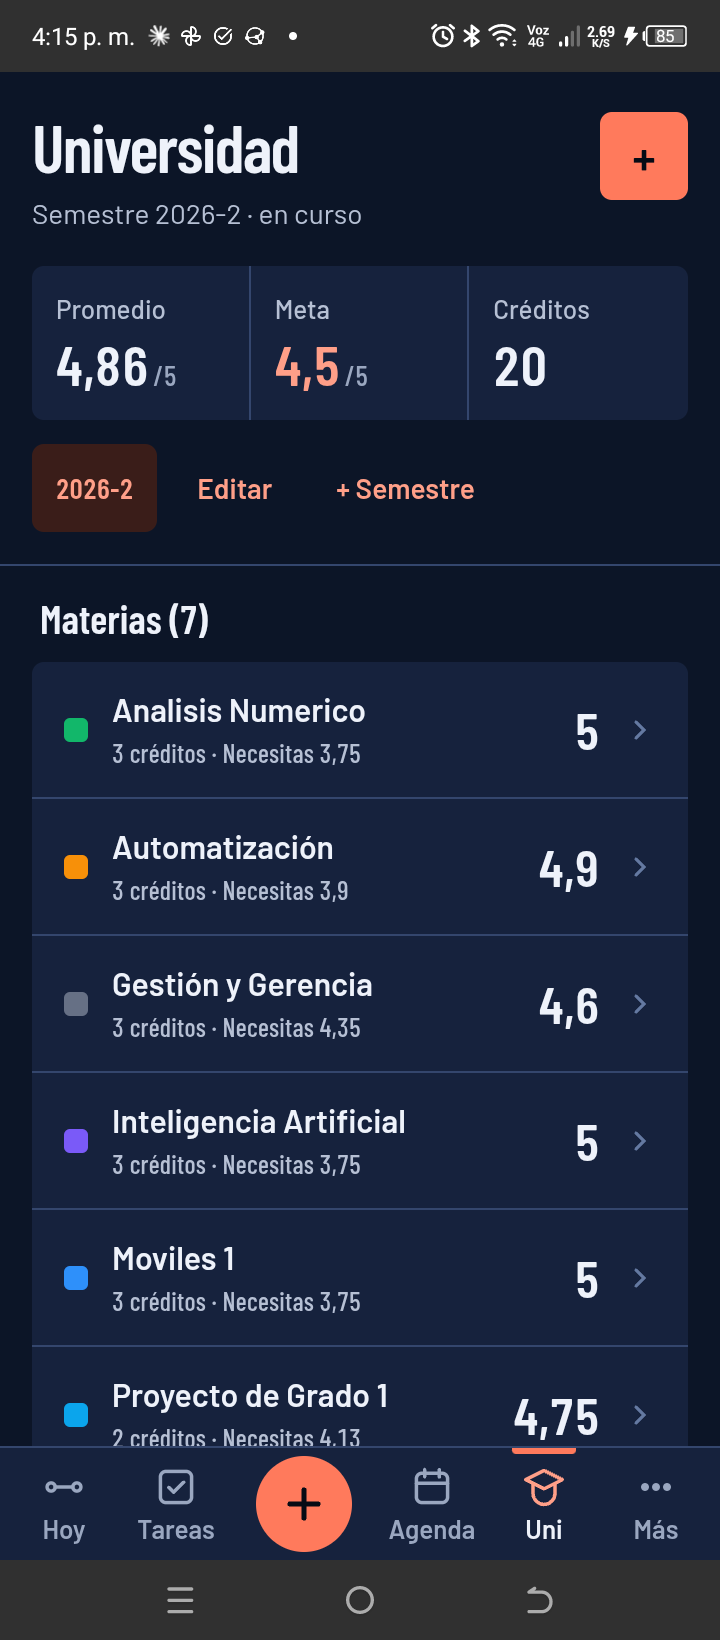 4:15 p. m.
Voz 4G
2.69 K/S
85
Universidad
+
Semestre 2026-2 · en curso
Promedio
Meta
Créditos
4,86 /5
4,5 /5
20
2026-2
Editar
+ Semestre
Materias (7)
Analisis Numerico
3 créditos · Necesitas 3,75
5
Automatización
3 créditos · Necesitas 3,9
4,9
Gestión y Gerencia
3 créditos · Necesitas 4,35
4,6
Inteligencia Artificial
3 créditos · Necesitas 3,75
5
Moviles 1
3 créditos · Necesitas 3,75
5
Proyecto de Grado 1
2 créditos · Necesitas 4,13
4,75
Hoy
Tareas
Agenda
Uni
Más